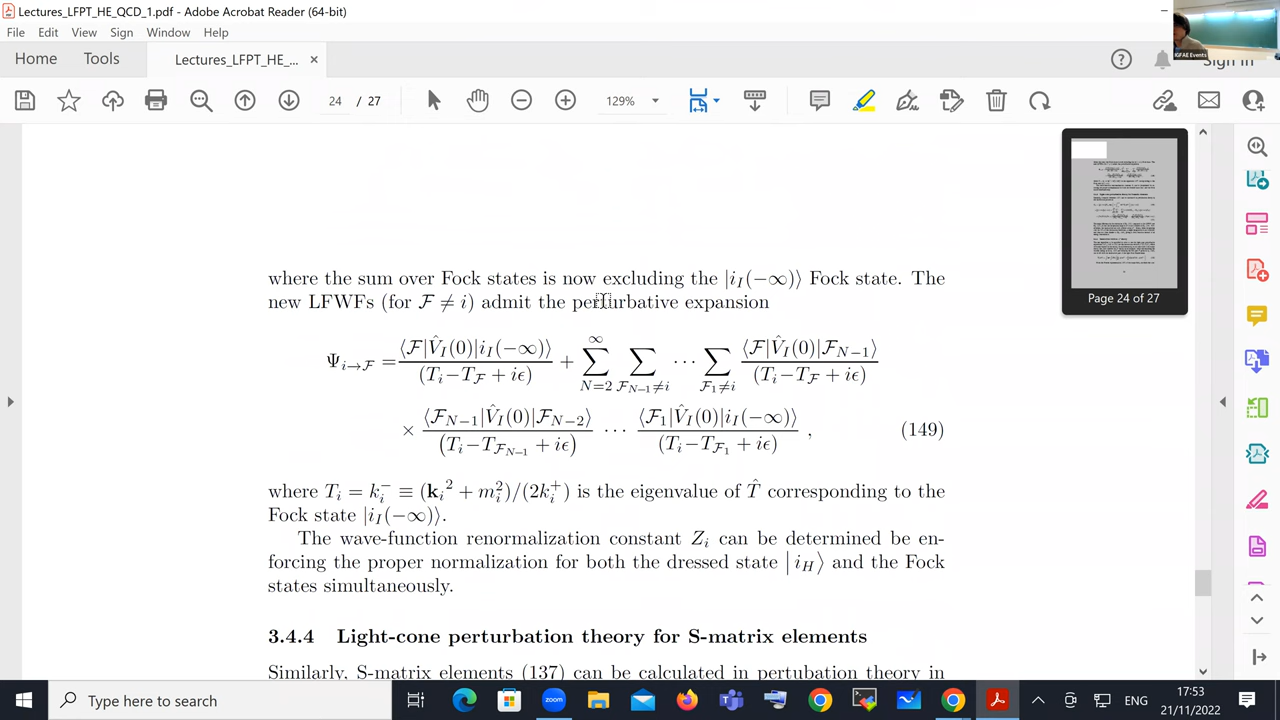 Lectures_LFPT_HE_QCD_1.pdf - Adobe Acrobat Reader (64-bit)
File Edit View Sign Window Help
IGFAE Events
Home Tools Lectures_LFPT_HE_... × Sign In
24 / 27 129%
where the sum over Fock states is now excluding the |i_I(−∞)⟩ Fock state. The
new LFWFs (for F ≠ i) admit the perturbative expansion
Ψ_{i→F} = ⟨F|V̂_I(0)|i_I(−∞)⟩ / (T_i−T_F + iϵ) + ∑_{N=2}^{∞} ∑_{F_{N−1}≠i} ⋯ ∑_{F_1≠i} ⟨F|V̂_I(0)|F_{N−1}⟩ / (T_i−T_F + iϵ)
× ⟨F_{N−1}|V̂_I(0)|F_{N−2}⟩ / (T_i−T_{F_{N−1}} + iϵ) ⋯ ⟨F_1|V̂_I(0)|i_I(−∞)⟩ / (T_i−T_{F_1} + iϵ) , (149)
where T_i = k_i^− ≡ (𝐤_i^2 + m_i^2)/(2k_i^+) is the eigenvalue of T̂ corresponding to the
Fock state |i_I(−∞)⟩.
The wave-function renormalization constant Z_i can be determined be en-
forcing the proper normalization for both the dressed state |i_H⟩ and the Fock
states simultaneously.
3.4.4 Light-cone perturbation theory for S-matrix elements
Similarly, S-matrix elements (137) can be calculated in pertubation theory in
Page 24 of 27
Type here to search
zoom
ENG
17:53
21/11/2022